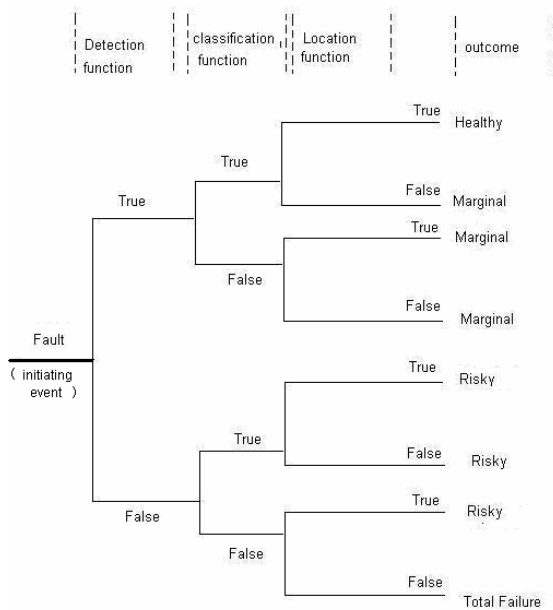 Detection
function
classification
function
Location
function
outcome
True
Healthy
True
True
False
Marginal
True
Marginal
False
False
Marginal
Fault
( initiating
event )
True
Risky
True
False
Risky
False
True
Risky
False
False
Total Failure